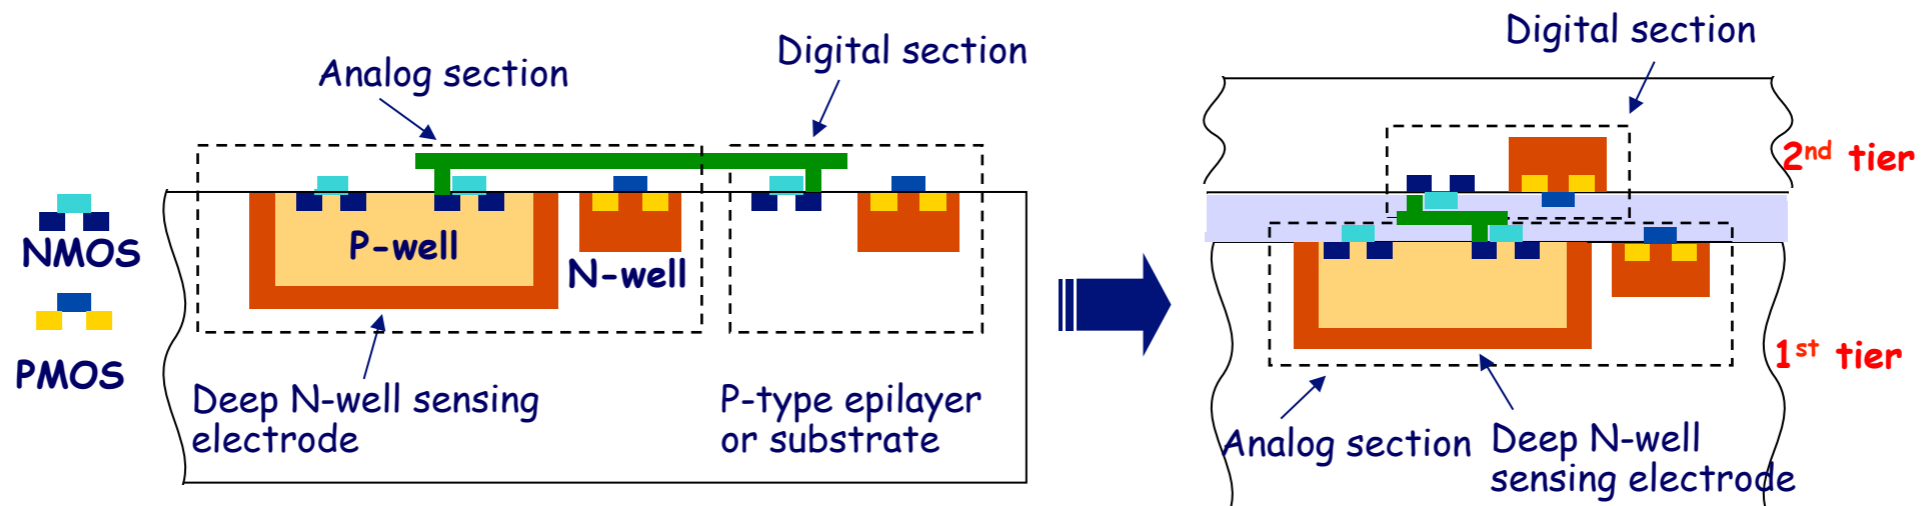 Analog section
Digital section
NMOS
PMOS
P-well
N-well
Deep N-well sensing
electrode
P-type epilayer
or substrate
Digital section
2nd tier
1st tier
Analog section
Deep N-well
sensing electrode